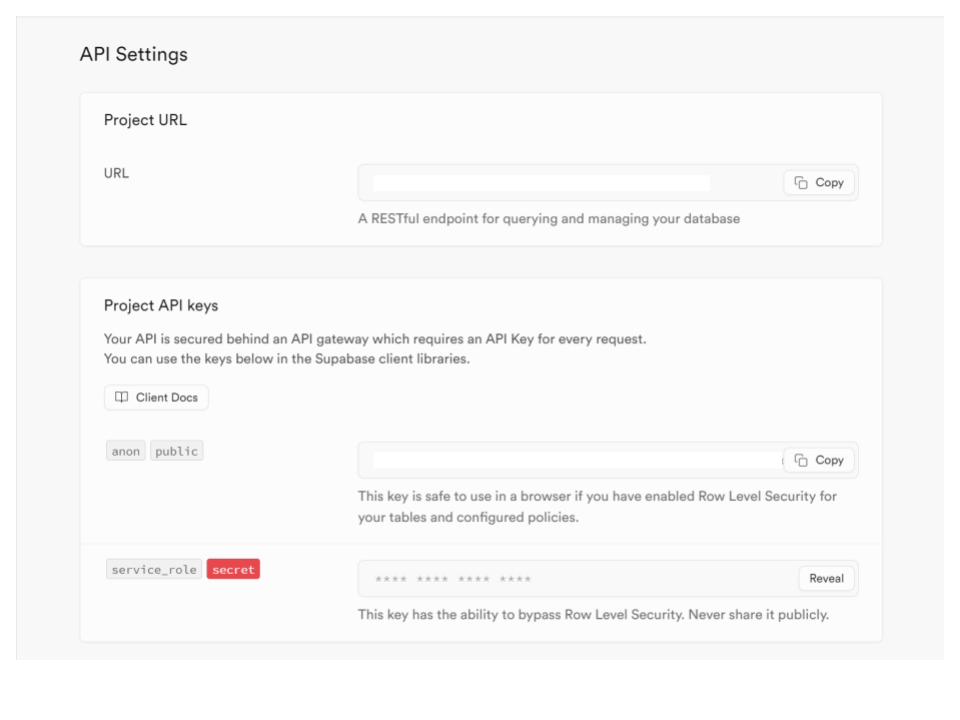 API Settings
Project URL
URL
Copy
A RESTful endpoint for querying and managing your database
Project API keys
Your API is secured behind an API gateway which requires an API Key for every request.
You can use the keys below in the Supabase client libraries.
Client Docs
anon public
Copy
This key is safe to use in a browser if you have enabled Row Level Security for
your tables and configured policies.
service_role secret
**** **** **** ****
Reveal
This key has the ability to bypass Row Level Security. Never share it publicly.